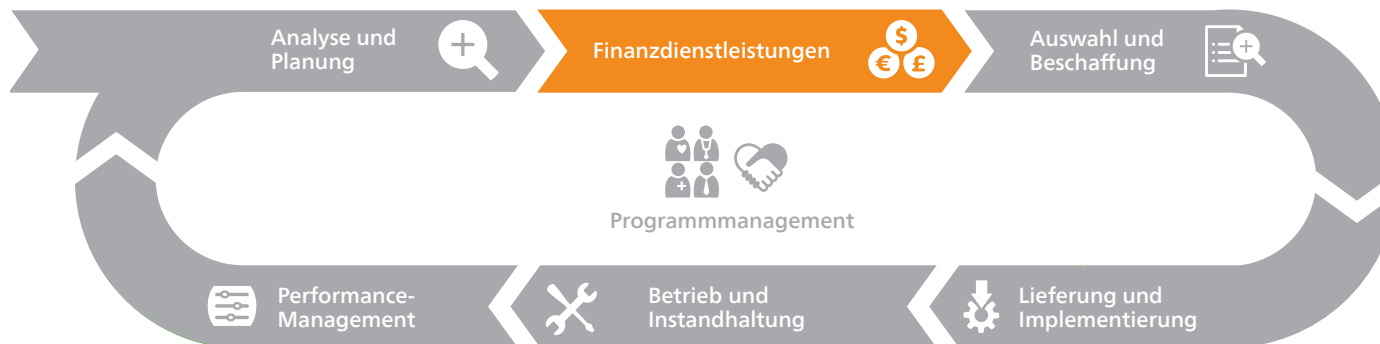 Analyse und
Planung
Finanzdienstleistungen
$
€ £
Auswahl und
Beschaffung
Programmmanagement
Performance-
Management
Betrieb und
Instandhaltung
Lieferung und
Implementierung